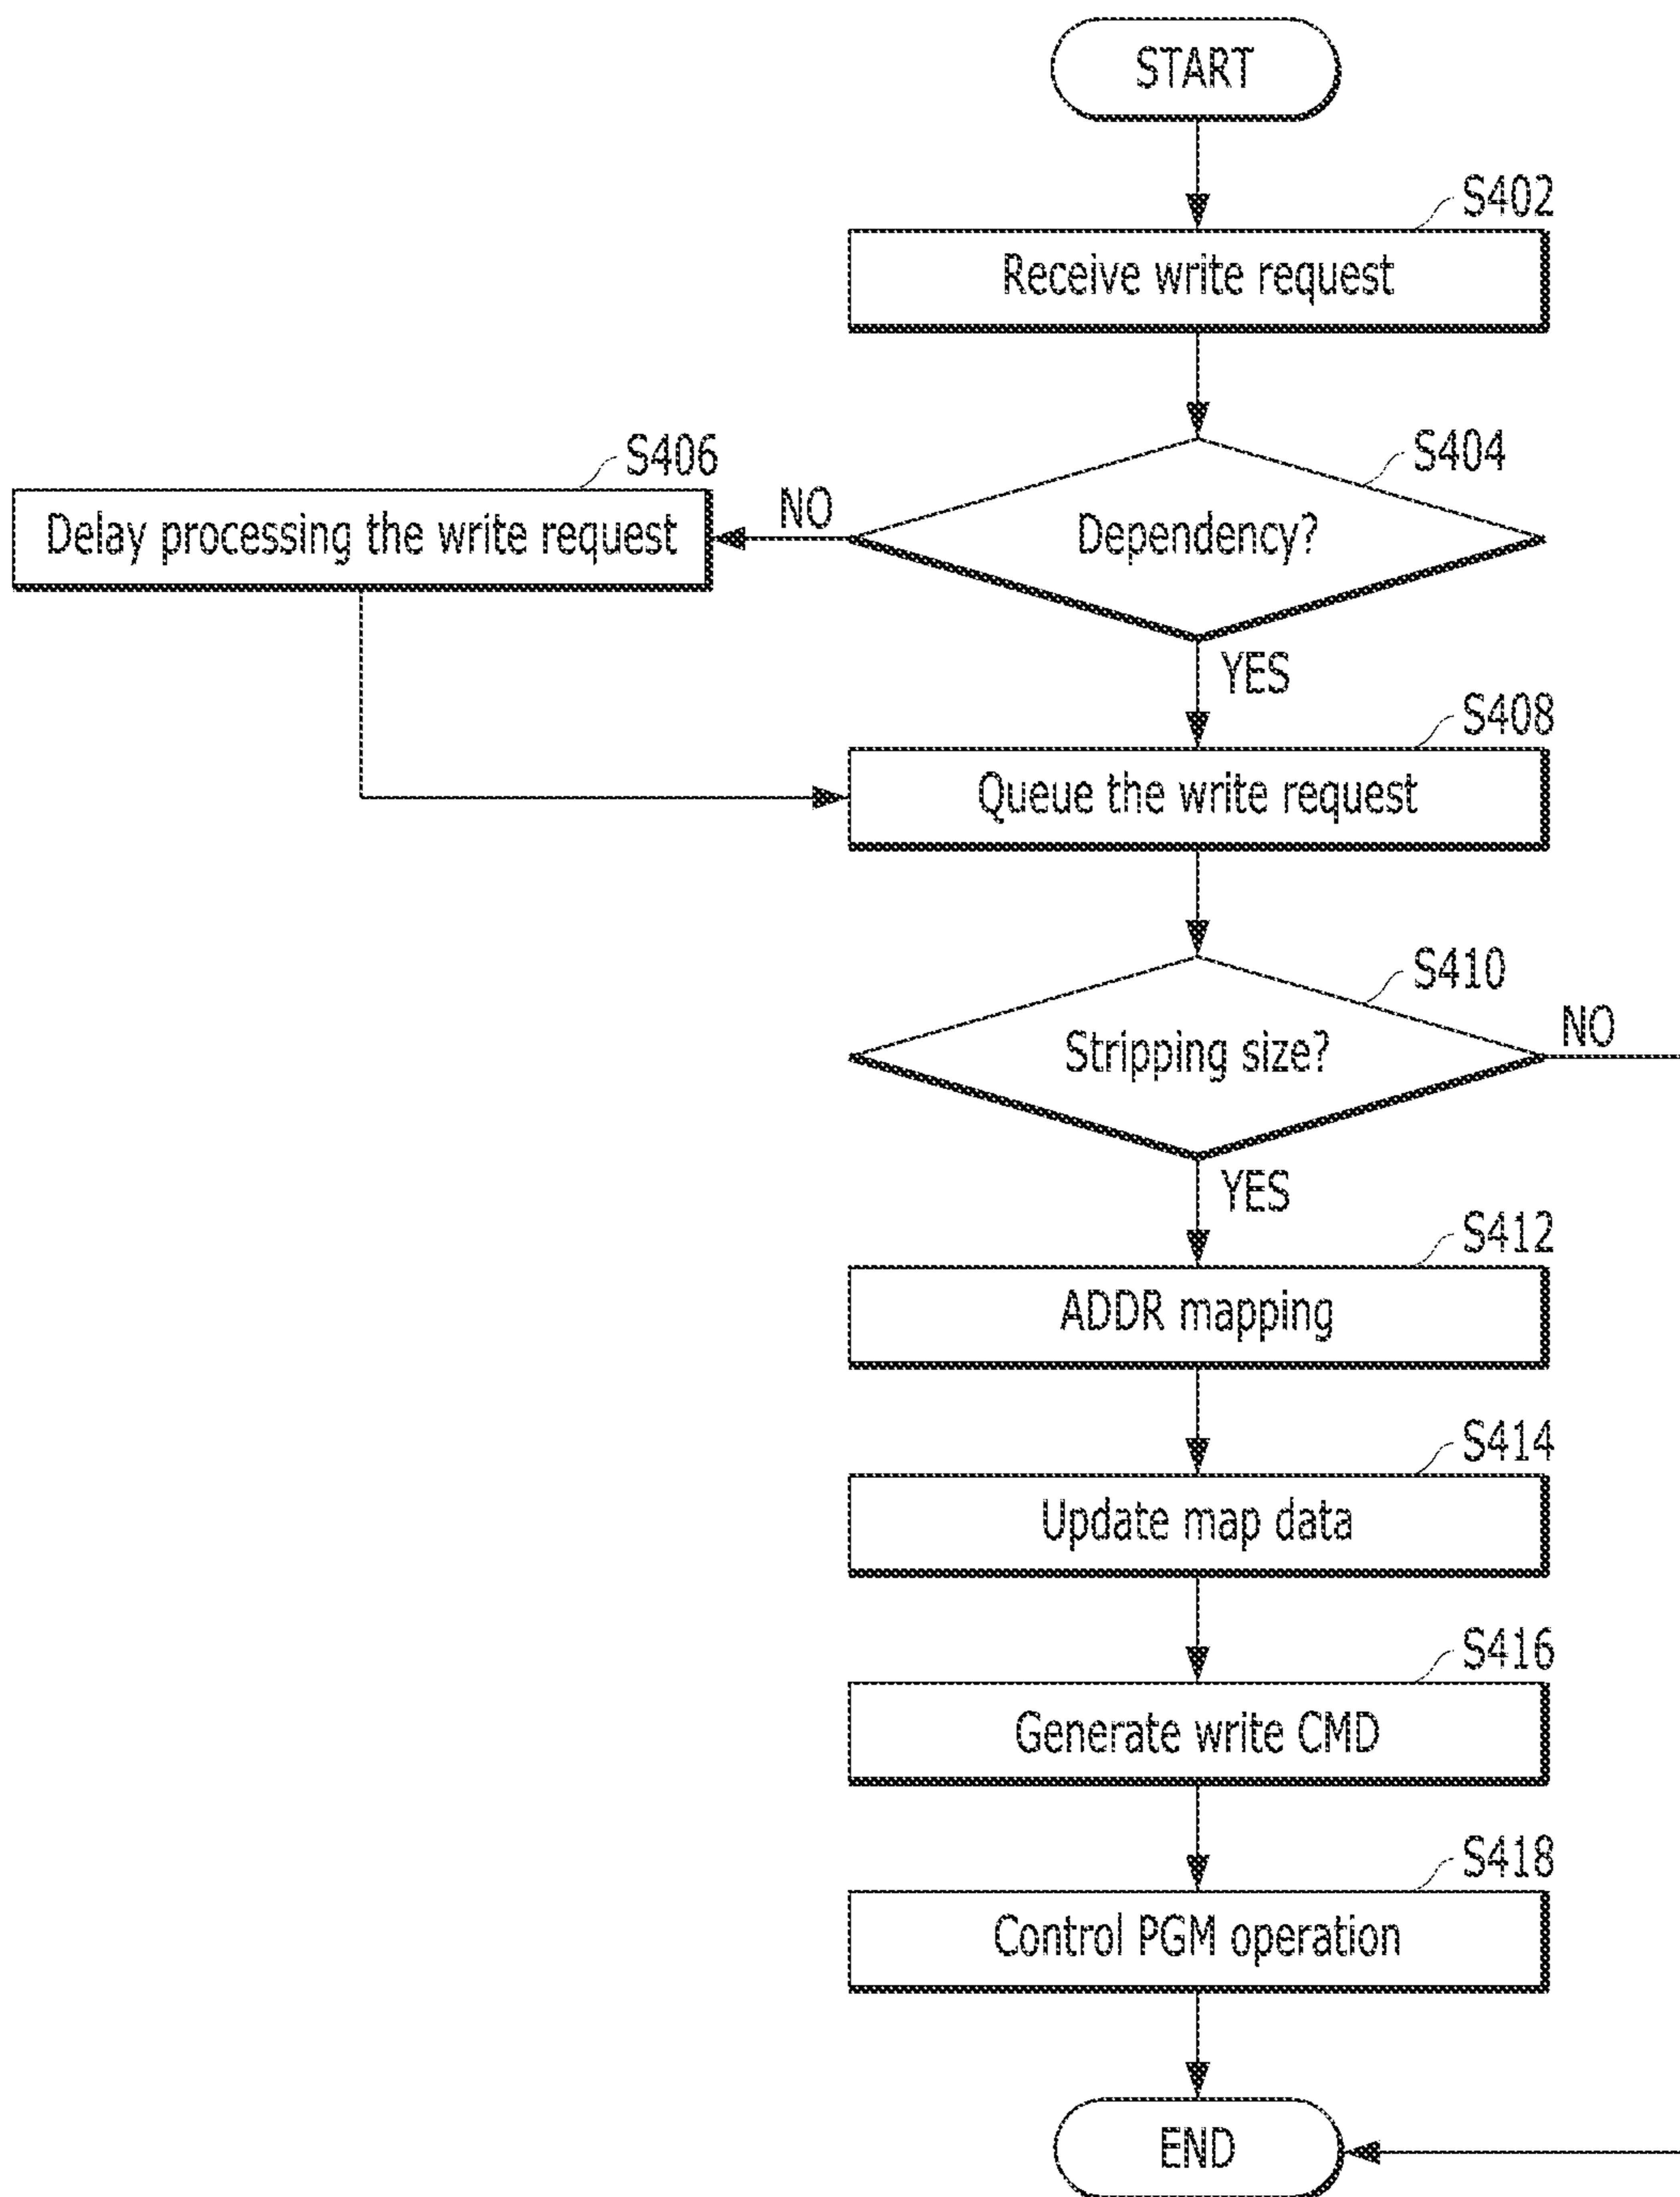 START
S402
Receive write request
S404
Dependency?
NO
S406
Delay processing the write request
YES
S408
Queue the write request
S410
Stripping size?
NO
YES
S412
ADDR mapping
S414
Update map data
S416
Generate write CMD
S418
Control PGM operation
END